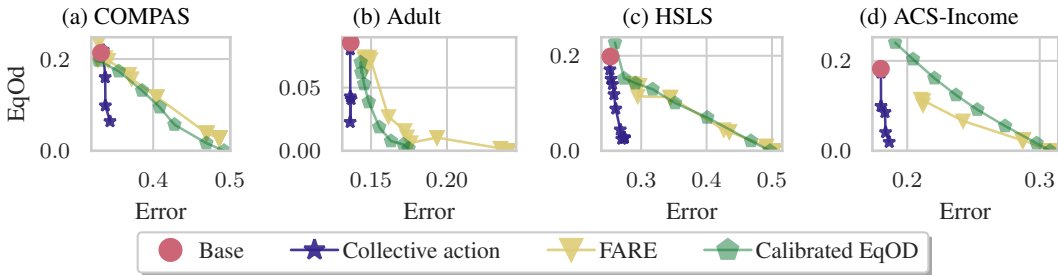 (a) COMPAS (b) Adult (c) HSLS (d) ACS-Income
EqOd
0.2
0.0
0.4 0.5
Error
0.05
0.00
0.15 0.20
Error
0.2
0.0
0.3 0.4 0.5
Error
0.2
0.0
0.2 0.3
Error
Base Collective action FARE Calibrated EqOD